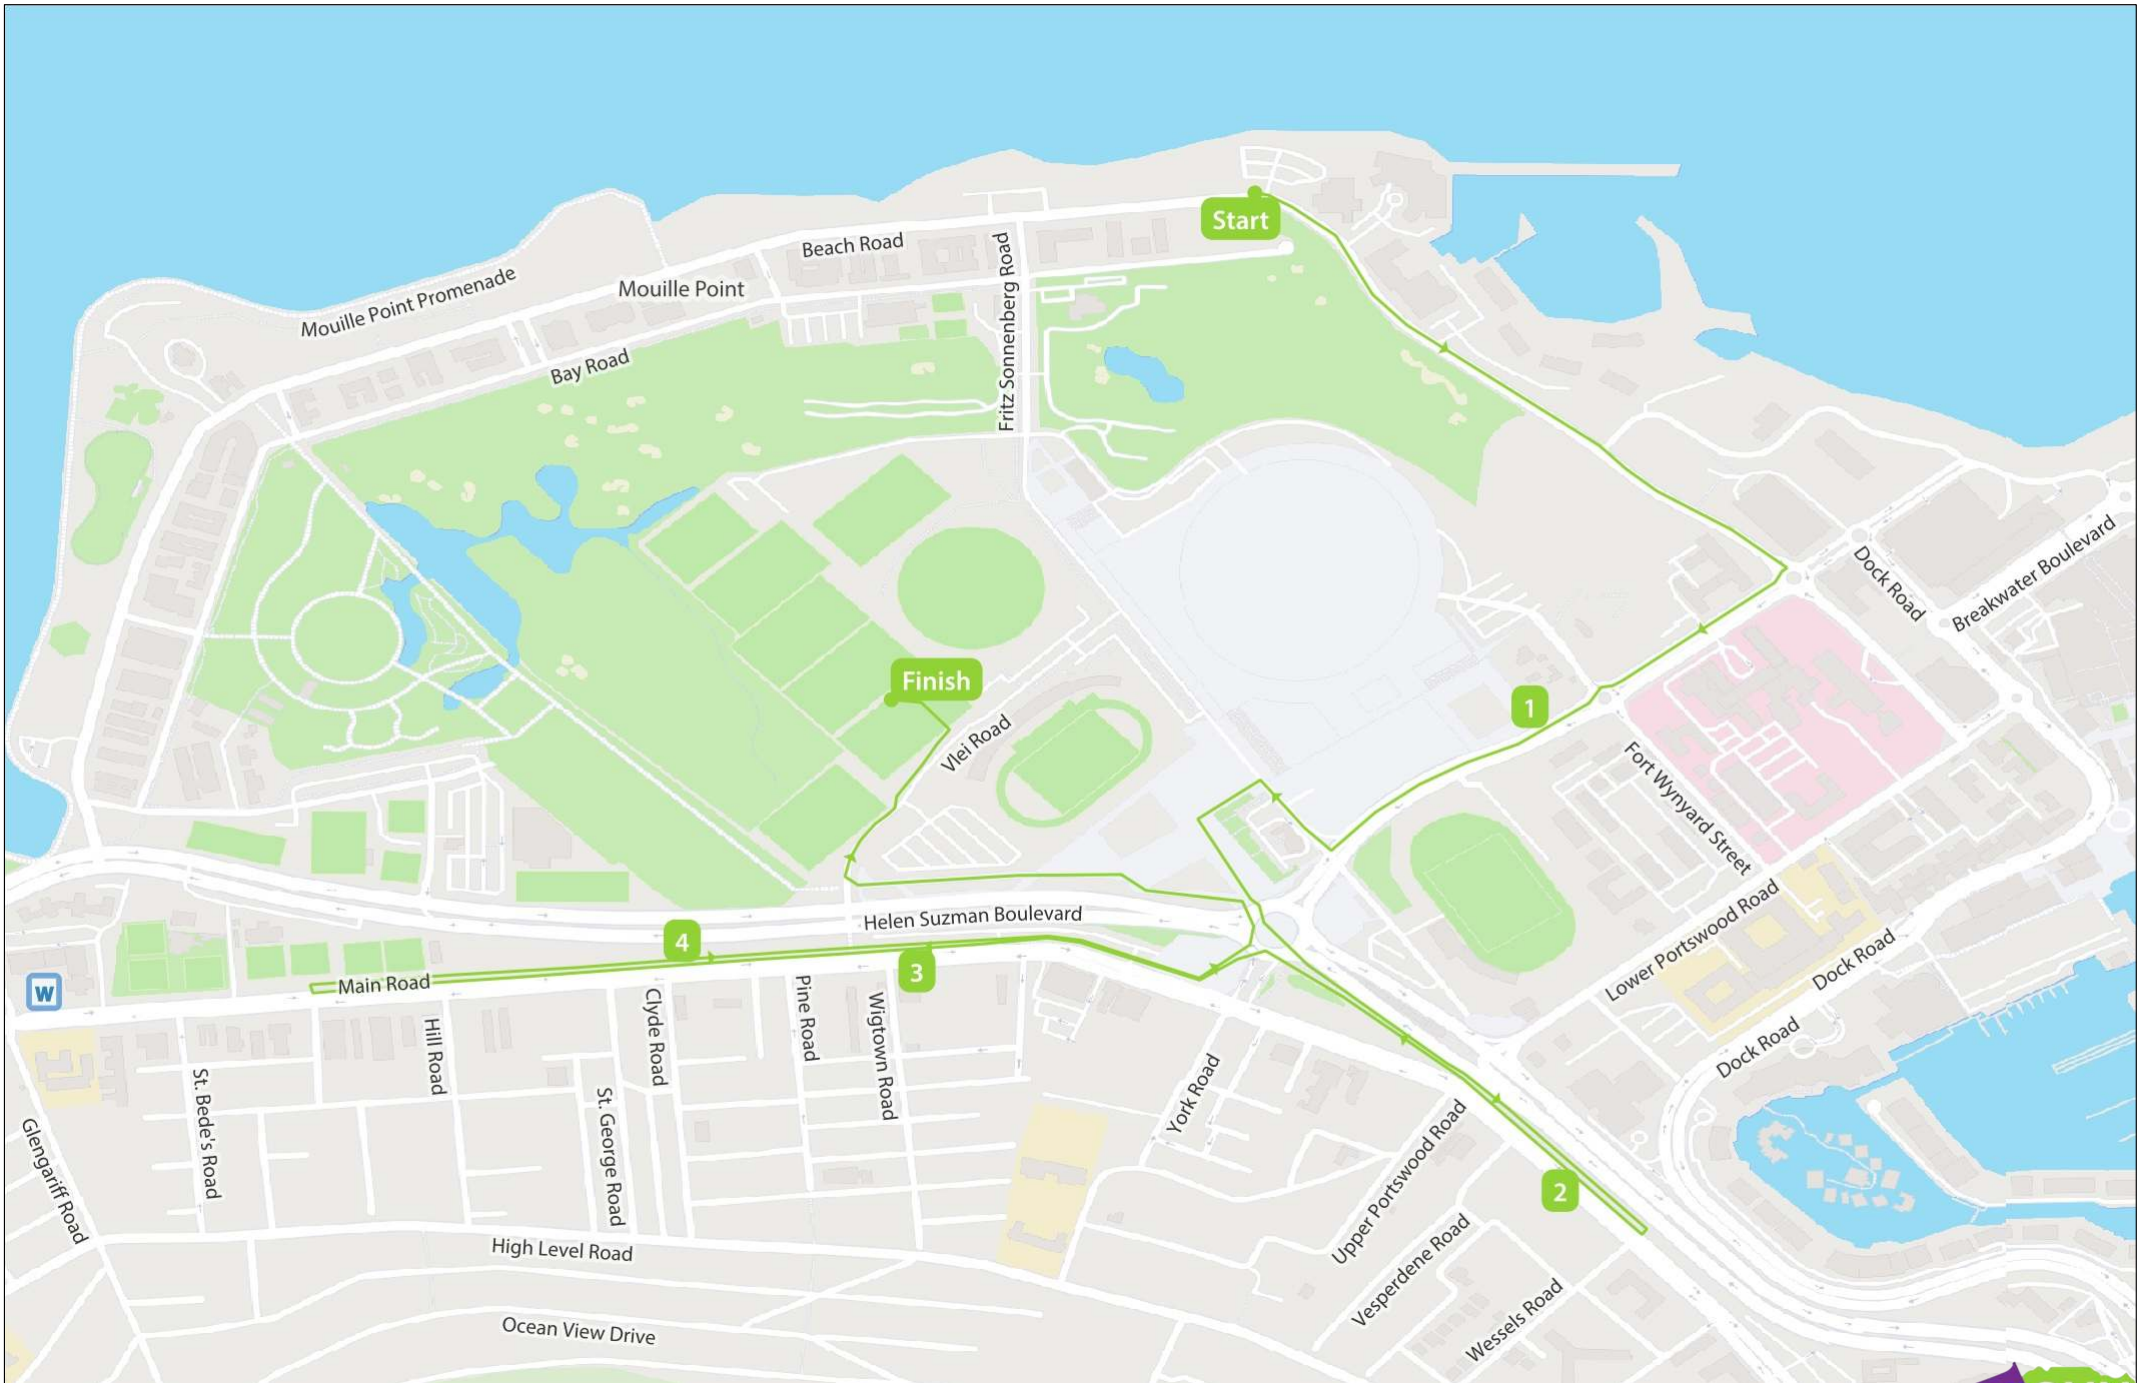 Start
Beach Road
Mouille Point
Mouille Point Promenade
Fritz Sonnenberg Road
Bay Road
Dock Road
Breakwater Boulevard
Finish
1
Vlei Road
Fort Wynyard Street
Helen Suzman Boulevard
Lower Portswood Road
4
3
Dock Road
Main Road
W
Dock Road
Hill Road
Clyde Road
Pine Road
Wigtown Road
York Road
St. Bede's Road
St. George Road
Glengariff Road
Upper Portswood Road
2
High Level Road
Vesperdene Road
Wessels Road
Ocean View Drive